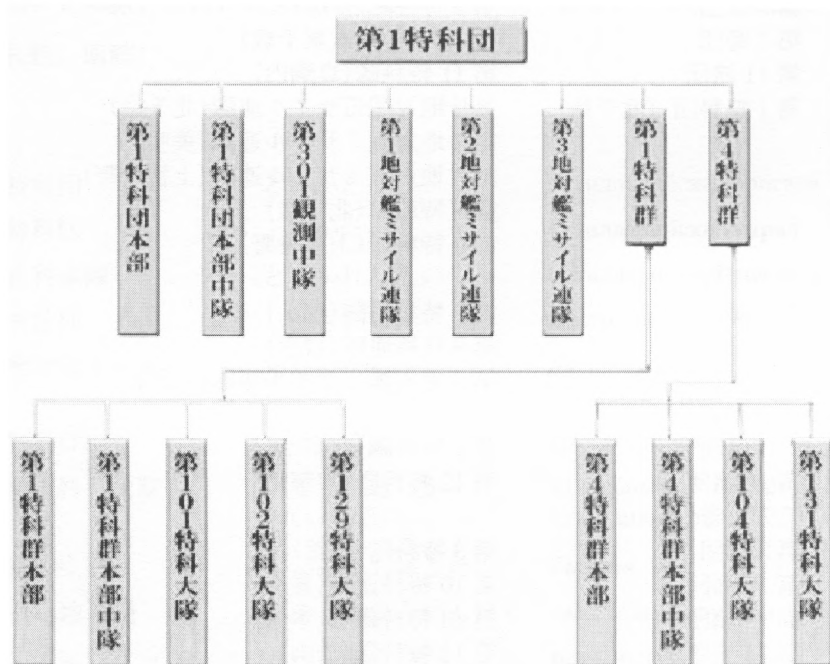 第1特科団
第1特科団本部
第1特科団本部中隊
第301観測中隊
第1地対艦ミサイル連隊
第2地対艦ミサイル連隊
第3地対艦ミサイル連隊
第1特科群
第4特科群
第1特科群本部
第1特科群本部中隊
第101特科大隊
第102特科大隊
第129特科大隊
第4特科群本部
第4特科群本部中隊
第104特科大隊
第131特科大隊